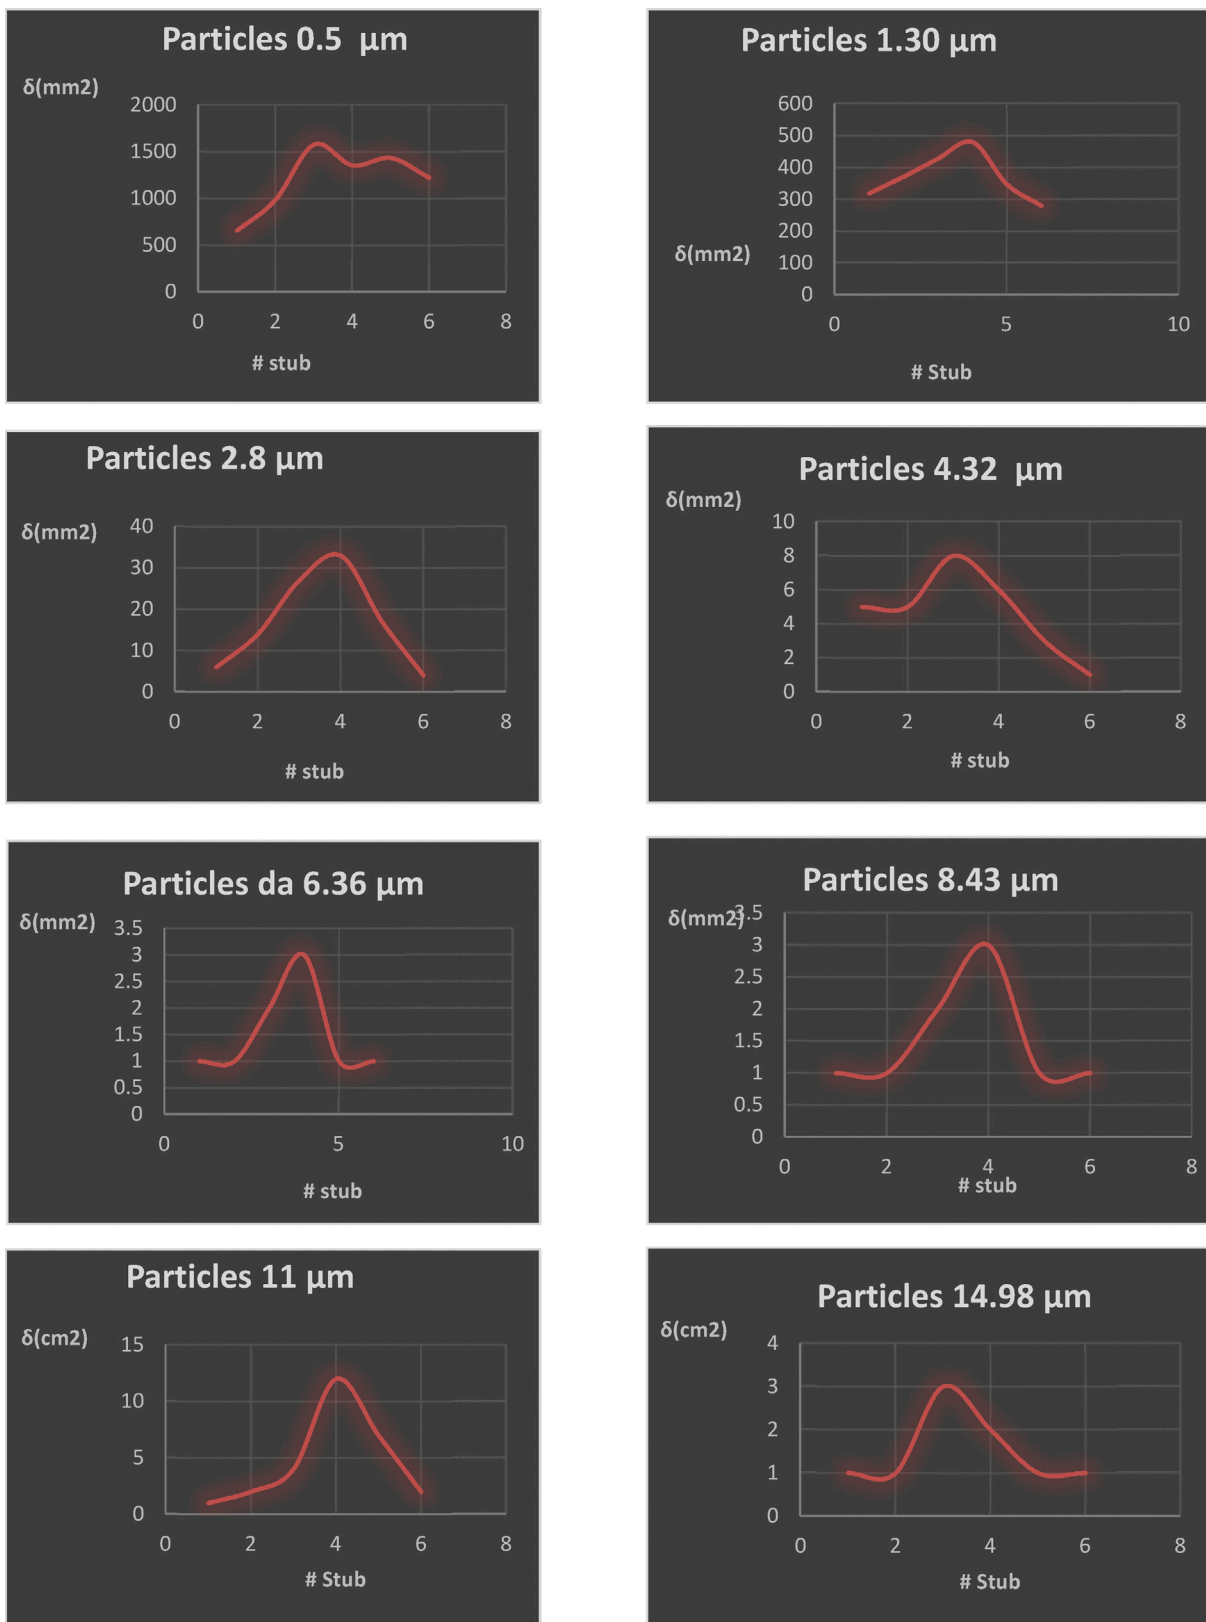 Particles 0.5  μm
δ(mm2)
2000
1500
1000
500
0
0 2 4 6 8
# stub
Particles 1.30 μm
600
500
400
300
200
100
0
δ(mm2)
0 5 10
# Stub
Particles 2.8 μm
δ(mm2)
40
30
20
10
0
0 2 4 6 8
# stub
Particles 4.32  μm
δ(mm2)
10
8
6
4
2
0
0 2 4 6 8
# stub
Particles da 6.36 μm
δ(mm2)
3.5
3
2.5
2
1.5
1
0.5
0
0 5 10
# stub
Particles 8.43 μm
δ(mm2)
3.5
3
2.5
2
1.5
1
0.5
0
0 2 4 6 8
# stub
Particles 11 μm
δ(cm2)
15
10
5
0
0 2 4 6 8
# Stub
Particles 14.98 μm
δ(cm2)
4
3
2
1
0
0 2 4 6 8
# Stub